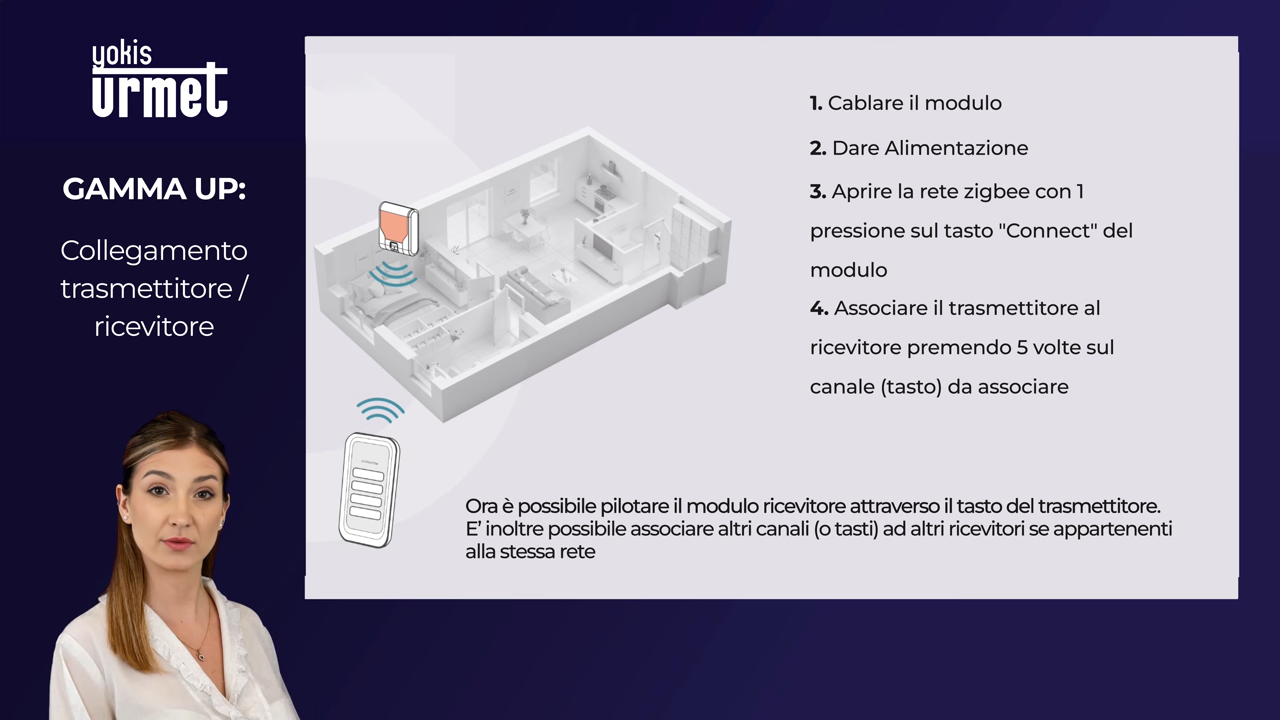 yokis
urmet
GAMMA UP:
Collegamento
trasmettitore /
ricevitore
1. Cablare il modulo
2. Dare Alimentazione
3. Aprire la rete zigbee con 1
pressione sul tasto "Connect" del
modulo
4. Associare il trasmettitore al
ricevitore premendo 5 volte sul
canale (tasto) da associare
Ora è possibile pilotare il modulo ricevitore attraverso il tasto del trasmettitore.
E’ inoltre possibile associare altri canali (o tasti) ad altri ricevitori se appartenenti
alla stessa rete